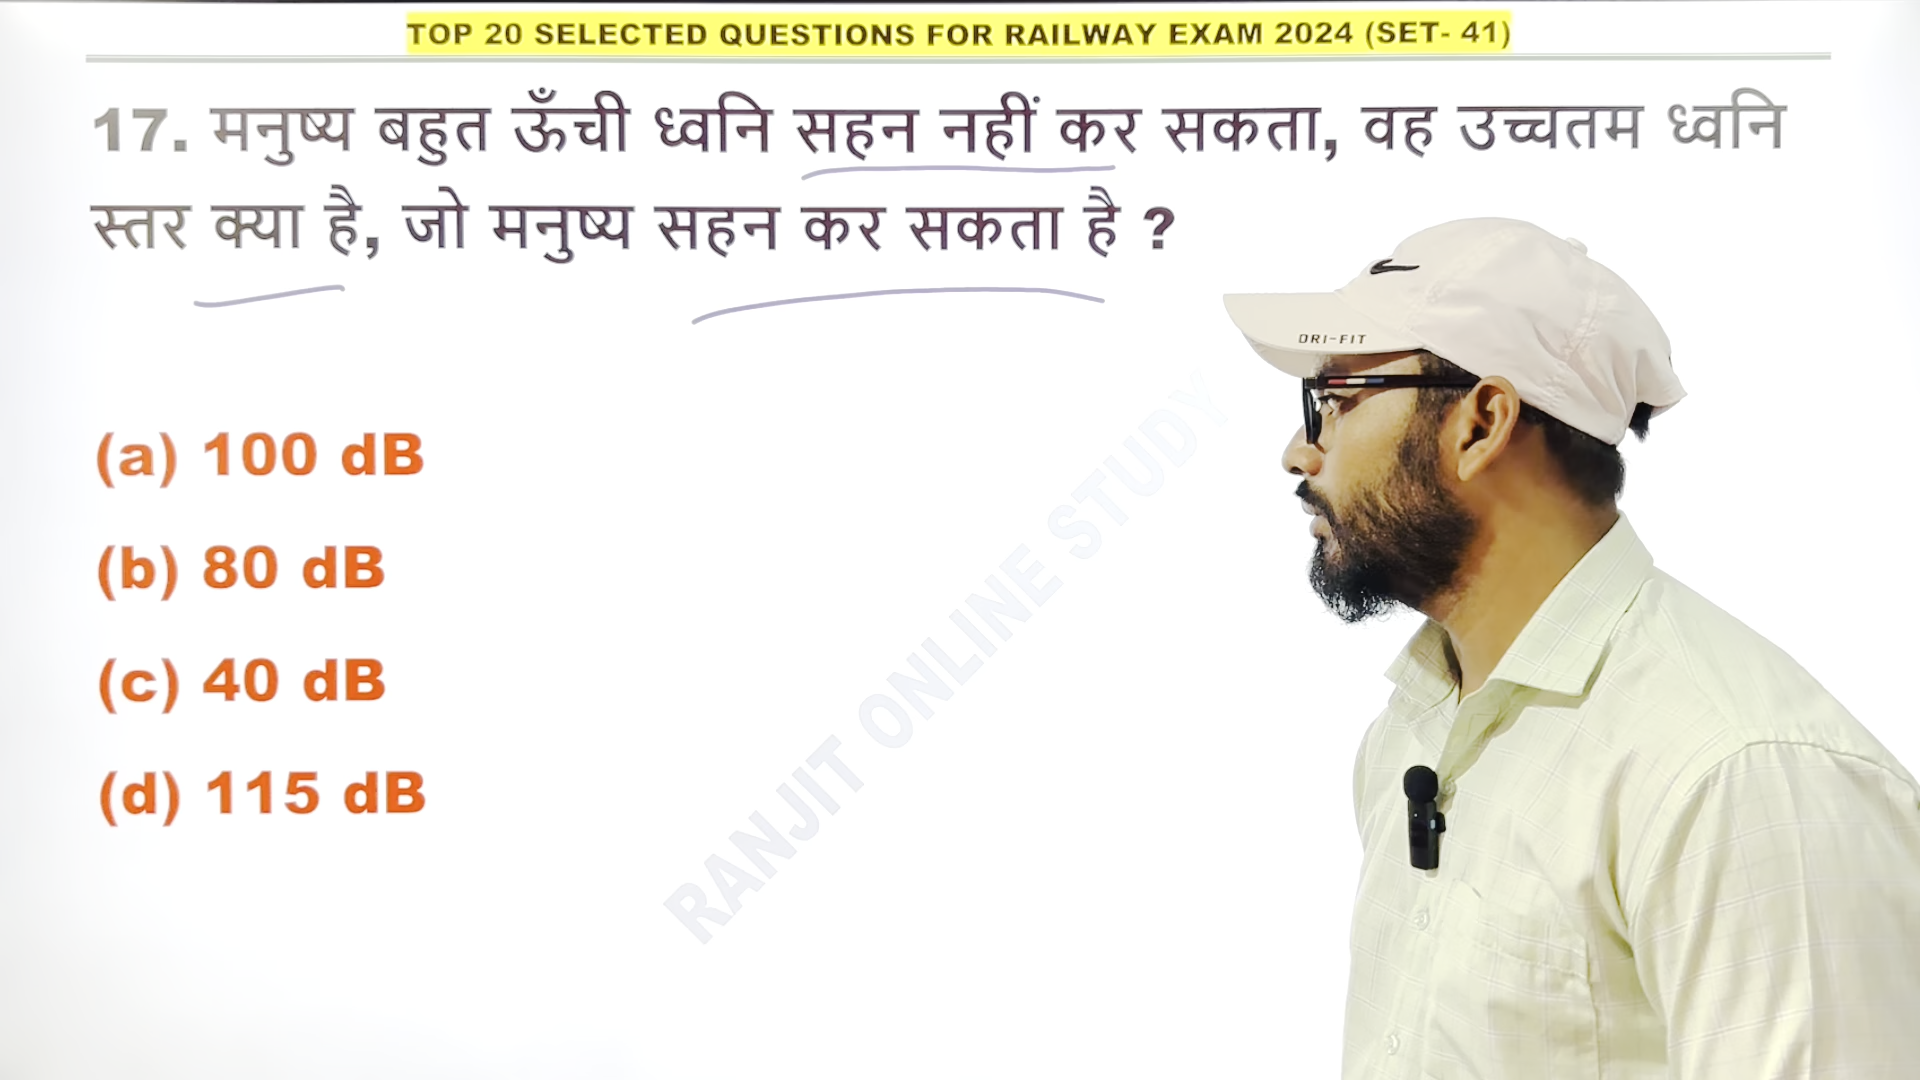 TOP 20 SELECTED QUESTIONS FOR RAILWAY EXAM 2024 (SET- 41)
17. मनुष्य बहुत ऊँची ध्वनि सहन नहीं कर सकता, वह उच्चतम ध्वनि
स्तर क्या है, जो मनुष्य सहन कर सकता है ?
DRI-FIT
(a) 100 dB
(b) 80 dB
(c) 40 dB
(d) 115 dB
RANJIT ONLINE STUDY